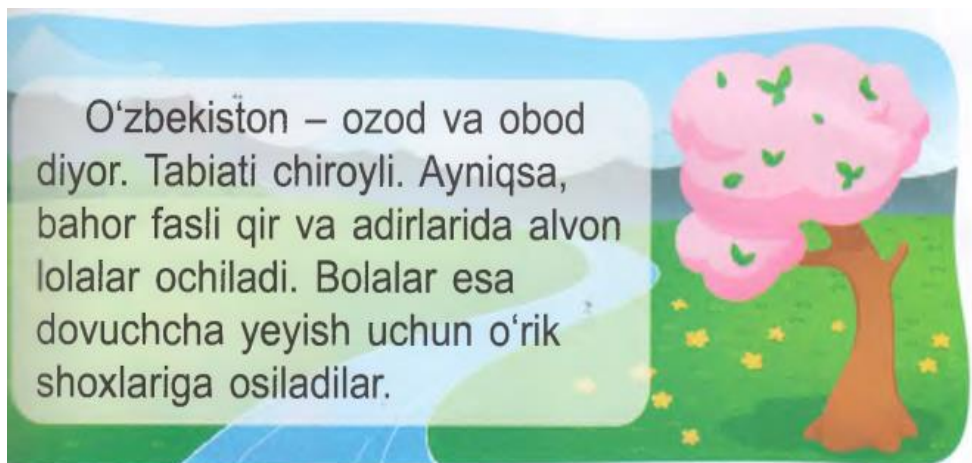 O‘zbekiston – ozod va obod
diyor. Tabiati chiroyli. Ayniqsa,
bahor fasli qir va adirlarida alvon
lolalar ochiladi. Bolalar esa
dovuchcha yeyish uchun o‘rik
shoxlariga osiladilar.